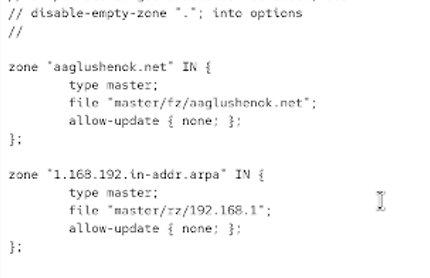 // disable-empty-zone "."; into options
//
zone "aaglushenok.net" IN {
type master;
file "master/fz/aaglushenok.net";
allow-update { none; };
};
zone "1.168.192.in-addr.arpa" IN {
type master;
file "master/rz/192.168.1";
allow-update { none; };
};